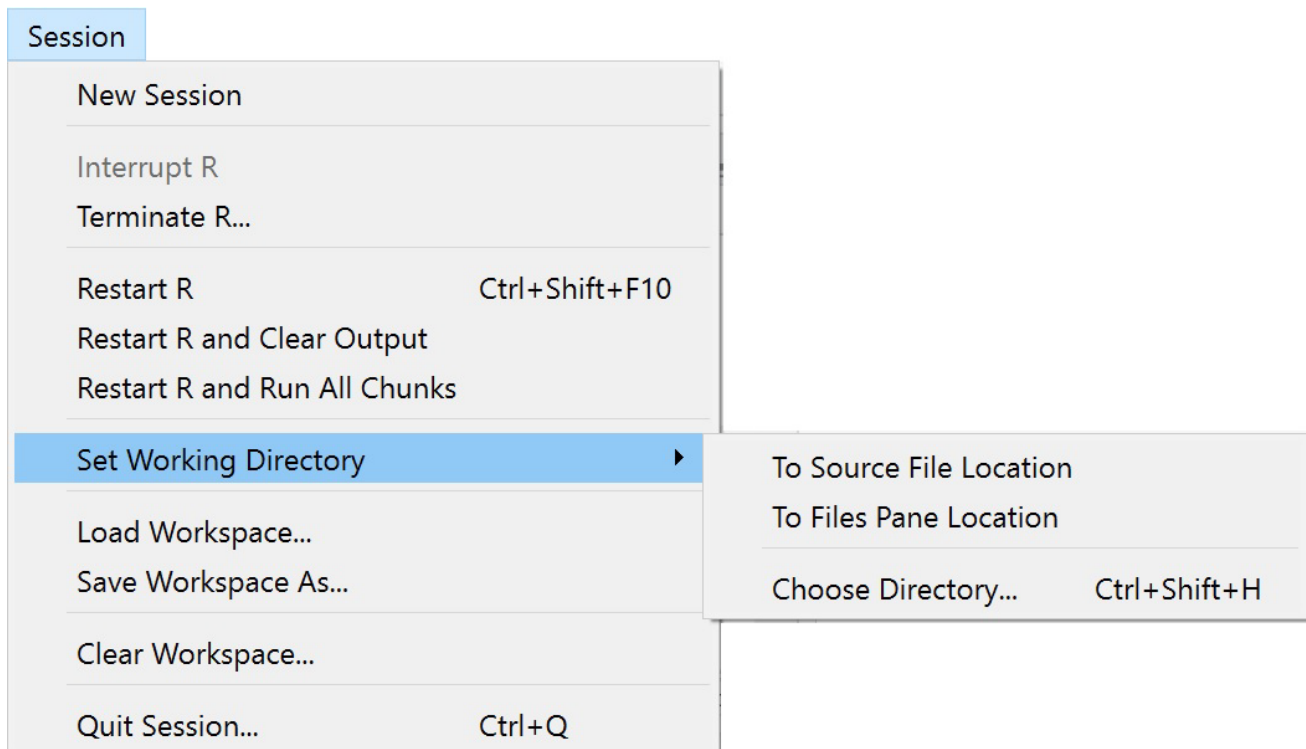 Session
New Session
Interrupt R
Terminate R...
Restart R Ctrl+Shift+F10
Restart R and Clear Output
Restart R and Run All Chunks
Set Working Directory
To Source File Location
To Files Pane Location
Choose Directory... Ctrl+Shift+H
Load Workspace...
Save Workspace As...
Clear Workspace...
Quit Session... Ctrl+Q